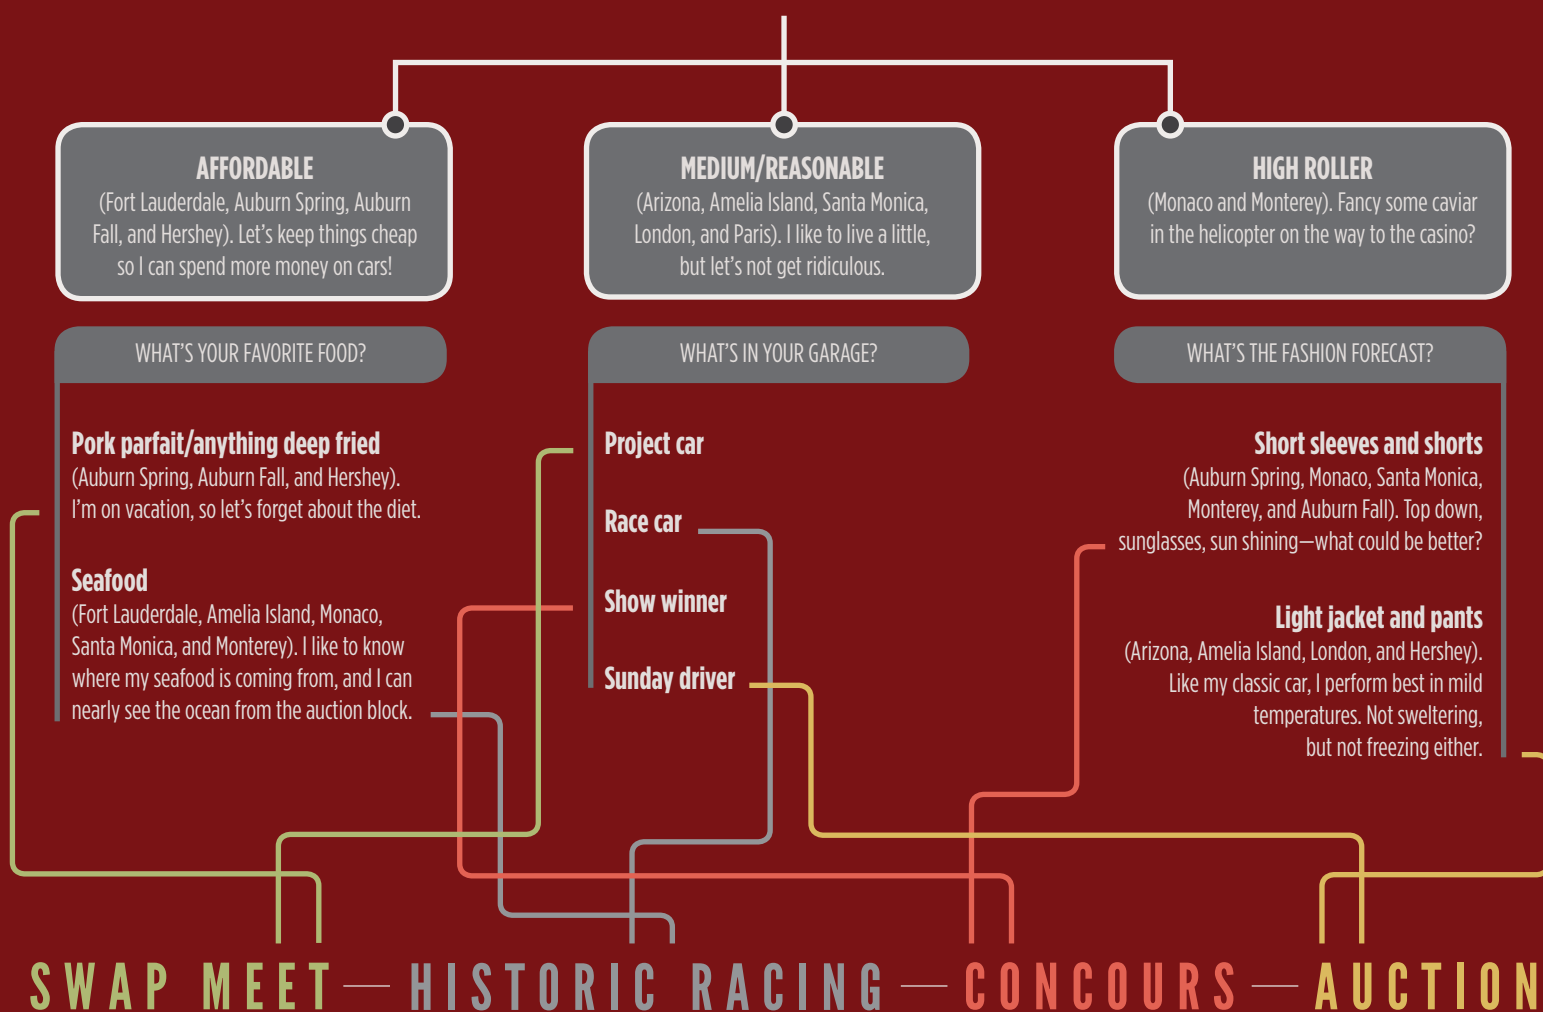 AFFORDABLE
(Fort Lauderdale, Auburn Spring, Auburn
Fall, and Hershey). Let’s keep things cheap
so I can spend more money on cars!
MEDIUM/REASONABLE
(Arizona, Amelia Island, Santa Monica,
London, and Paris). I like to live a little,
but let’s not get ridiculous.
HIGH ROLLER
(Monaco and Monterey). Fancy some caviar
in the helicopter on the way to the casino?
WHAT’S YOUR FAVORITE FOOD?
Pork parfait/anything deep fried
(Auburn Spring, Auburn Fall, and Hershey).
I’m on vacation, so let’s forget about the diet.
Seafood
(Fort Lauderdale, Amelia Island, Monaco,
Santa Monica, and Monterey). I like to know
where my seafood is coming from, and I can
nearly see the ocean from the auction block.
WHAT’S IN YOUR GARAGE?
Project car
Race car
Show winner
Sunday driver
WHAT’S THE FASHION FORECAST?
Short sleeves and shorts
(Auburn Spring, Monaco, Santa Monica,
Monterey, and Auburn Fall). Top down,
sunglasses, sun shining—what could be better?
Light jacket and pants
(Arizona, Amelia Island, London, and Hershey).
Like my classic car, I perform best in mild
temperatures. Not sweltering,
but not freezing either.
SWAP MEET — HISTORIC RACING — CONCOURS — AUCTION